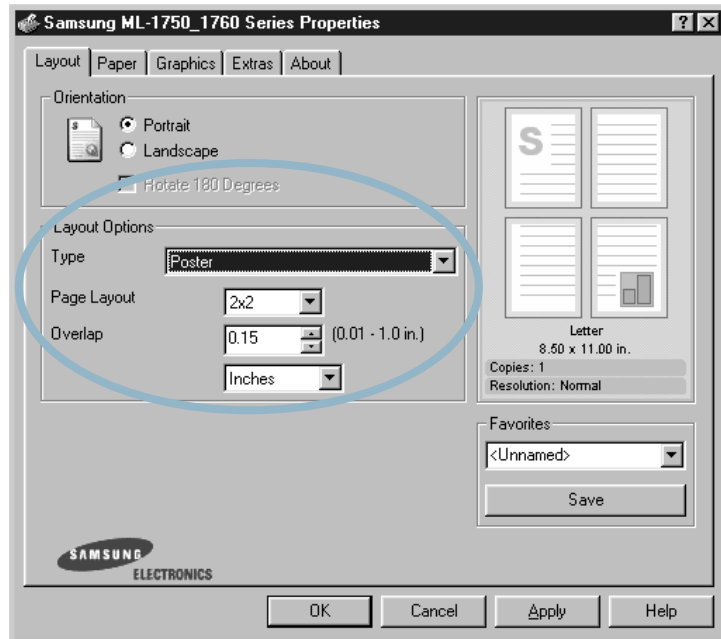 Samsung ML-1750_1760 Series Properties
Layout
Paper
Graphics
Extras
About
Orientation
S
Portrait
Landscape
Rotate 180 Degrees
Layout Options
Type
Poster
Page Layout
2x2
Overlap
0.15
(0.01 - 1.0 in.)
Inches
S
Letter
8.50 x 11.00 in.
Copies: 1
Resolution: Normal
Favorites
<Unnamed>
Save
SAMSUNG
ELECTRONICS
OK
Cancel
Apply
Help